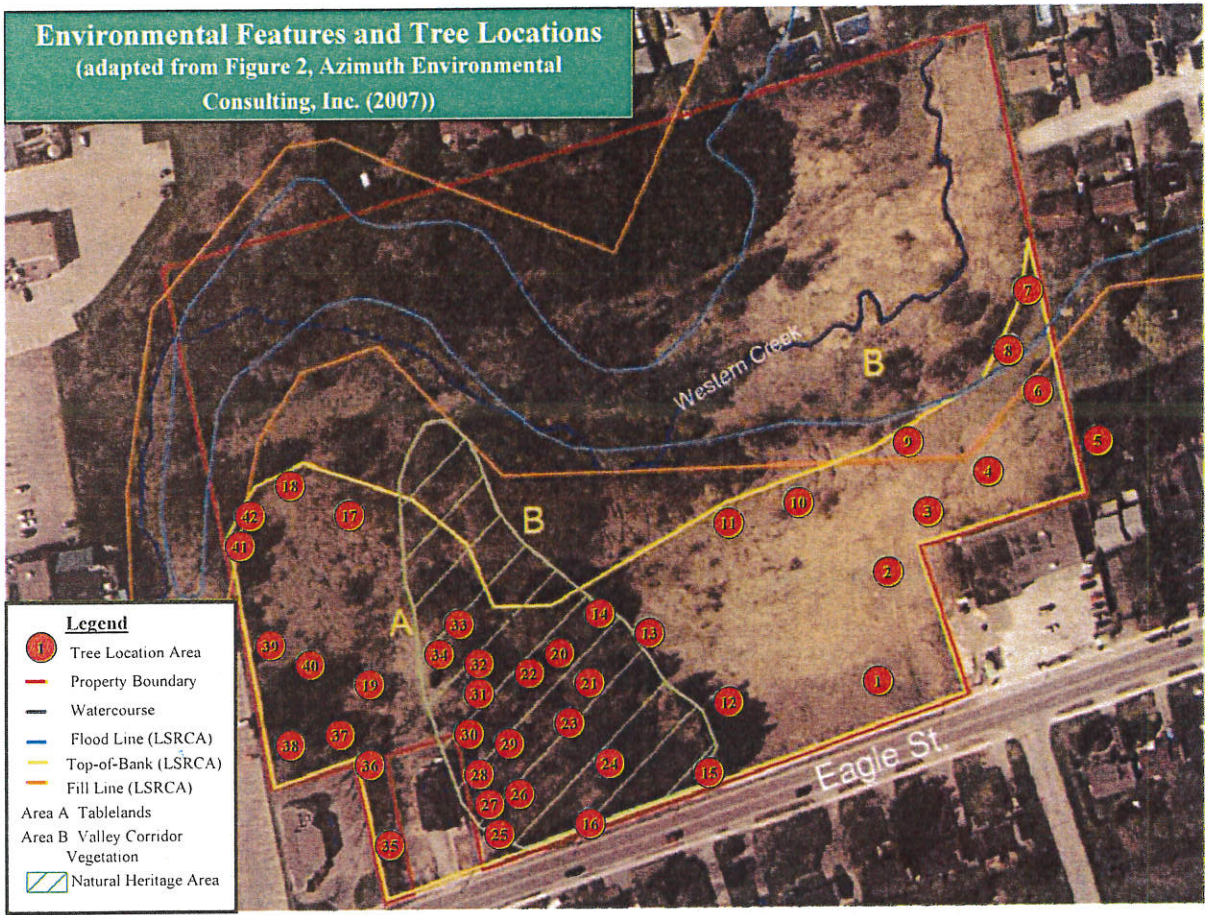 Environmental Features and Tree Locations
(adapted from Figure 2, Azimuth Environmental
Consulting, Inc. (2007))
Western Creek
B
7
8
6
5
9
4
10
3
11
2
18
17
42
41
B
A
14
13
33
34
32
20
22
21
31
39
40
19
1
12
23
30
29
37
38
36
28
24
15
27
26
25
16
35
Eagle St.
Legend
1 Tree Location Area
Property Boundary
Watercourse
Flood Line (LSRCA)
Top-of-Bank (LSRCA)
Fill Line (LSRCA)
Area A Tablelands
Area B Valley Corridor
Vegetation
Natural Heritage Area